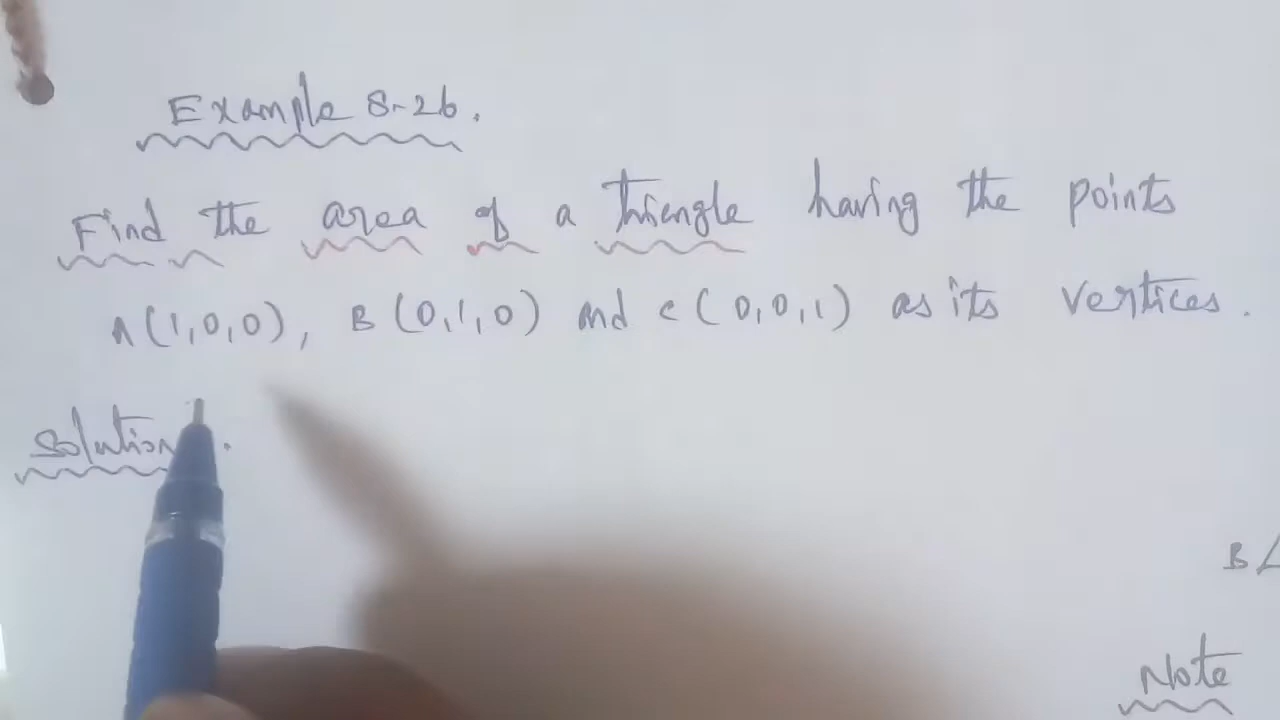 Example 8.26.
Find the area of a triangle having the points
A(1,0,0), B(0,1,0) and C(0,0,1) as its vertices.
Solution.
B
Note